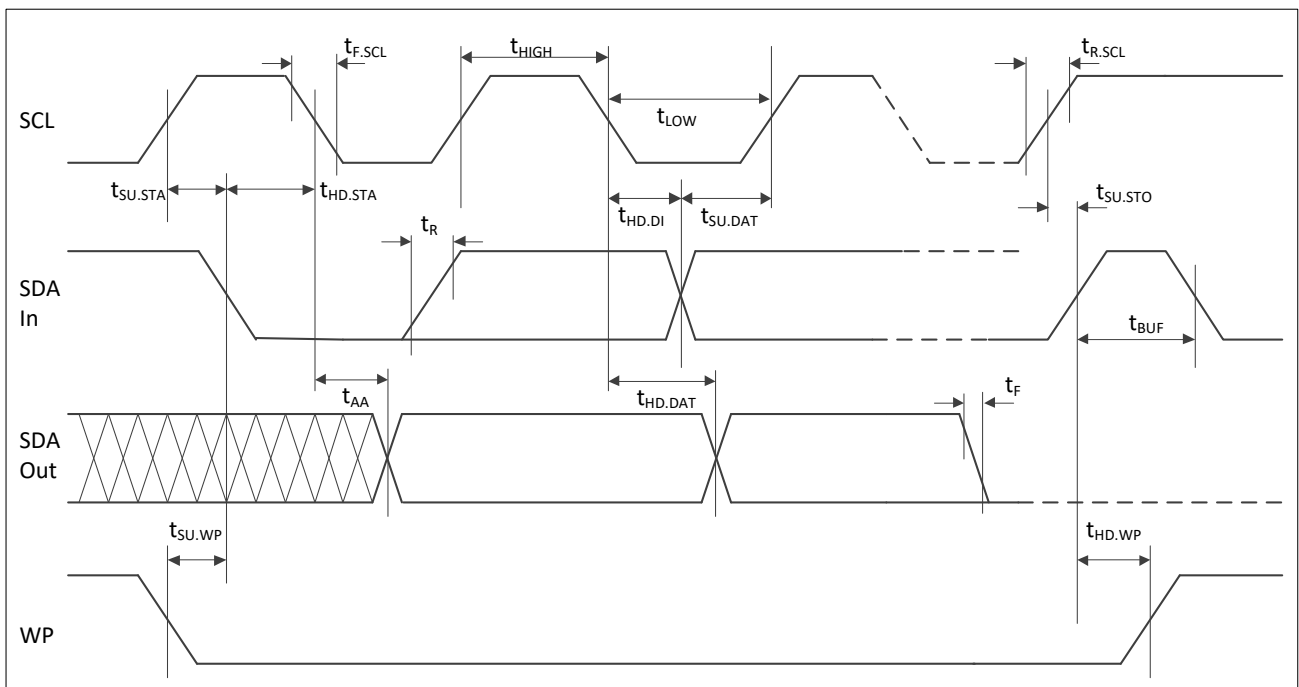 tF.SCL
tHIGH
tR.SCL
SCL
tLOW
tSU.STA
tHD.STA
tHD.DI
tSU.DAT
tSU.STO
tR
SDA
In
tBUF
tAA
tHD.DAT
tF
SDA
Out
tSU.WP
tHD.WP
WP